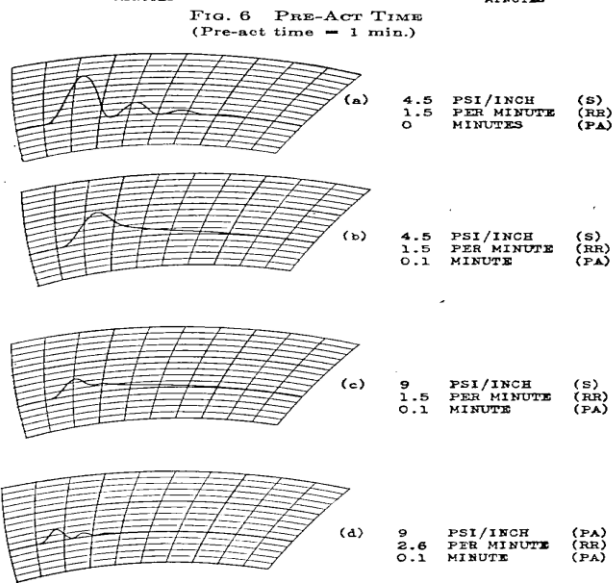 MINUTES MINUTES
FIG. 6 PRE-ACT TIME
(Pre-act time = 1 min.)
(a) 4.5 PSI/INCH (S)
1.5 PER MINUTE (RR)
0 MINUTES (PA)
(b) 4.5 PSI/INCH (S)
1.5 PER MINUTE (RR)
0.1 MINUTE (PA)
(c) 9 PSI/INCH (S)
1.5 PER MINUTE (RR)
0.1 MINUTE (PA)
(d) 9 PSI/INCH (PA)
2.6 PER MINUTE (RR)
0.1 MINUTE (PA)